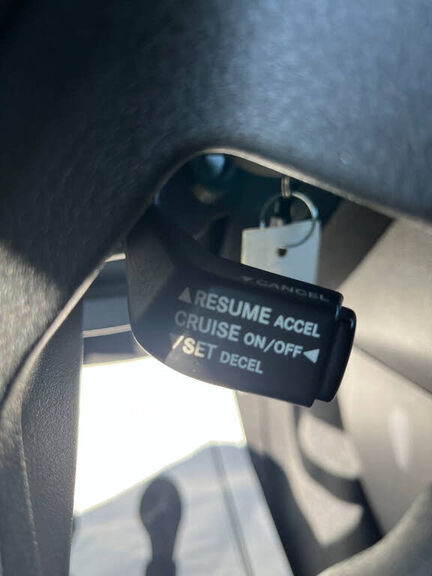 ▼CANCEL
▲RESUME ACCEL
CRUISE ON/OFF◀
/SET DECEL